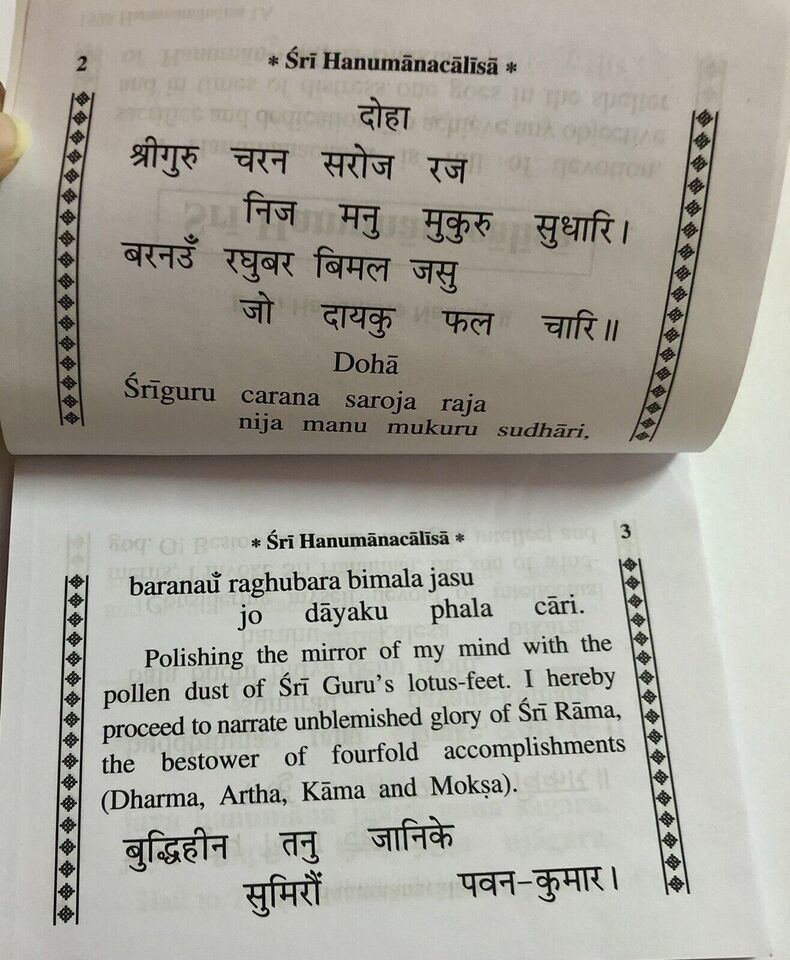 2 * Śrī Hanumānacālīsā *
दोहा
श्रीगुरु चरन सरोज रज
निज मनु मुकुरु सुधारि।
बरनउँ रघुबर बिमल जसु
जो दायकु फल चारि॥
Dohā
Śrīguru carana saroja raja
nija manu mukuru sudhāri,
* Śrī Hanumānacālīsā * 3
baranaum̐ raghubara bimala jasu
jo dāyaku phala cāri.
Polishing the mirror of my mind with the
pollen dust of Śrī Guru's lotus-feet. I hereby
proceed to narrate unblemished glory of Śrī Rāma,
the bestower of fourfold accomplishments
(Dharma, Artha, Kāma and Mokṣa).
बुद्धिहीन तनु जानिके
सुमिरौं पवन-कुमार।